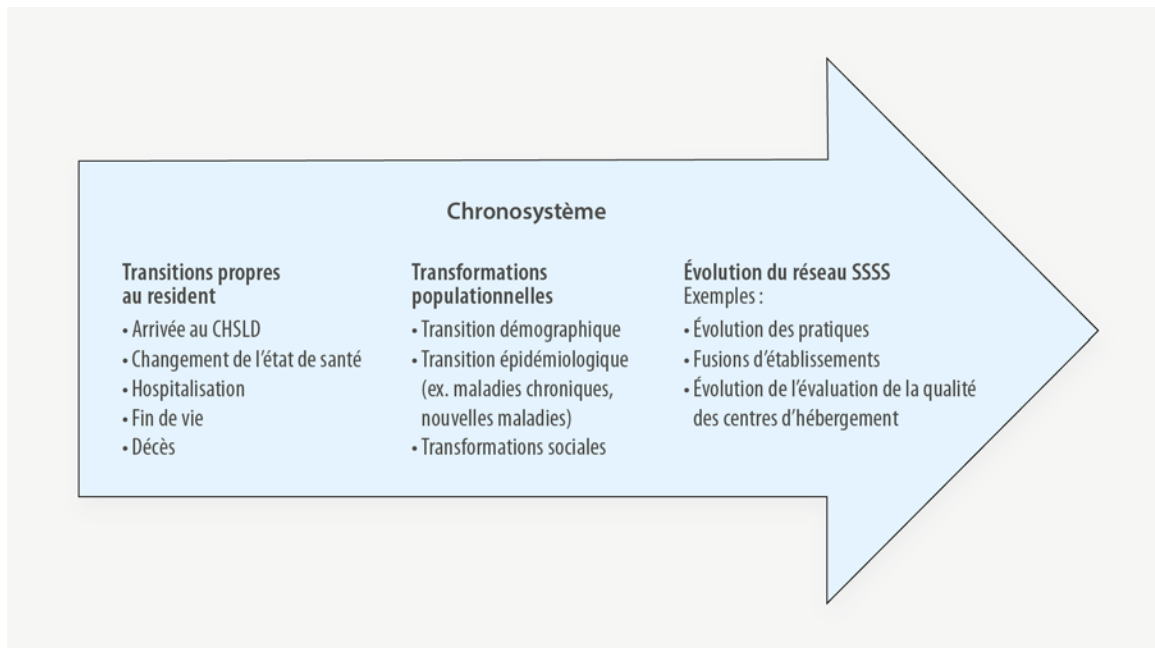 Chronosystème
Transitions propres
au resident
• Arrivée au CHSLD
• Changement de l'état de santé
• Hospitalisation
• Fin de vie
• Décès
Transformations
populationnelles
• Transition démographique
• Transition épidémiologique
(ex. maladies chroniques,
nouvelles maladies)
• Transformations sociales
Évolution du réseau SSSS
Exemples :
• Évolution des pratiques
• Fusions d'établissements
• Évolution de l'évaluation de la qualité
des centres d'hébergement